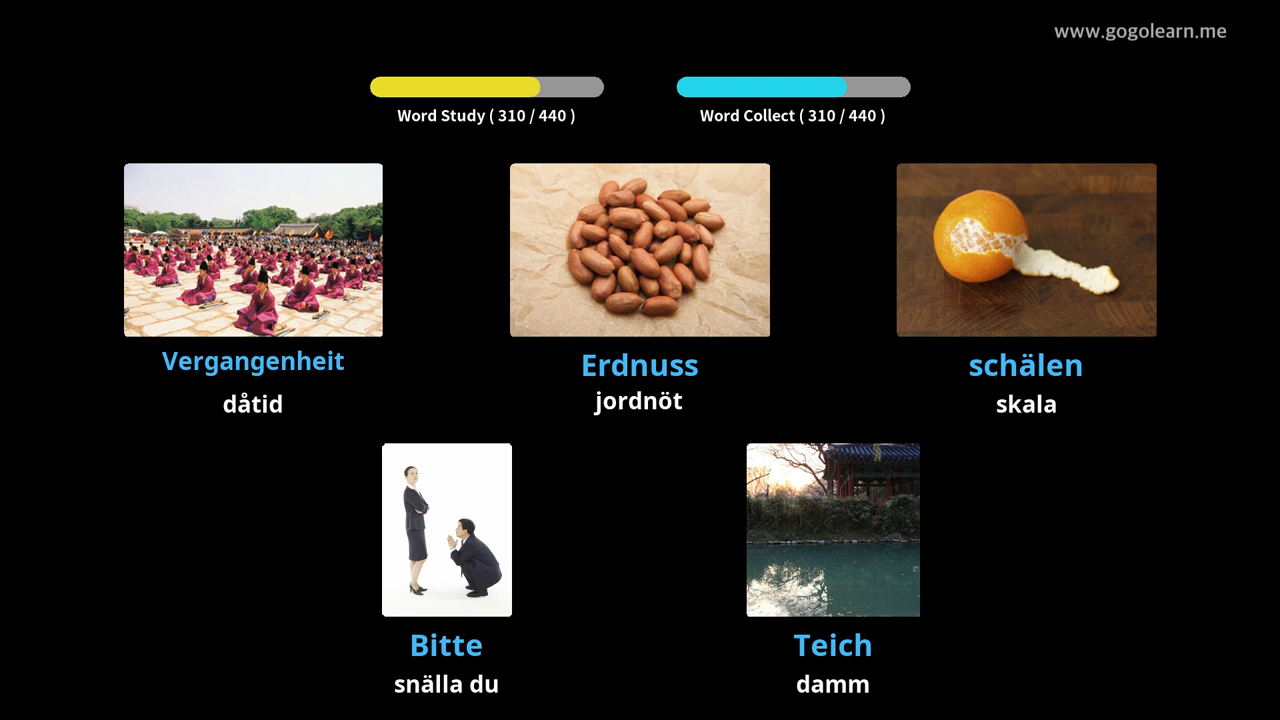 www.gogolearn.me
Word Study ( 310 / 440 )
Word Collect ( 310 / 440 )
Vergangenheit
dåtid
Erdnuss
jordnöt
schälen
skala
Bitte
snälla du
Teich
damm